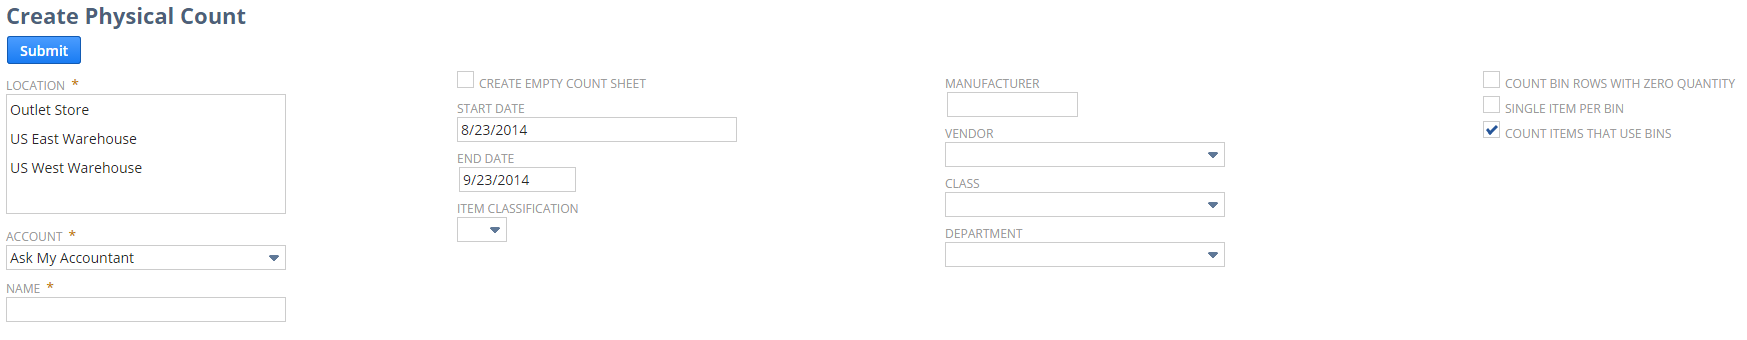 Create Physical Count
Submit
LOCATION *
Outlet Store
US East Warehouse
US West Warehouse
ACCOUNT *
Ask My Accountant
NAME *
CREATE EMPTY COUNT SHEET
START DATE
8/23/2014
END DATE
9/23/2014
ITEM CLASSIFICATION
MANUFACTURER
VENDOR
CLASS
DEPARTMENT
COUNT BIN ROWS WITH ZERO QUANTITY
SINGLE ITEM PER BIN
COUNT ITEMS THAT USE BINS